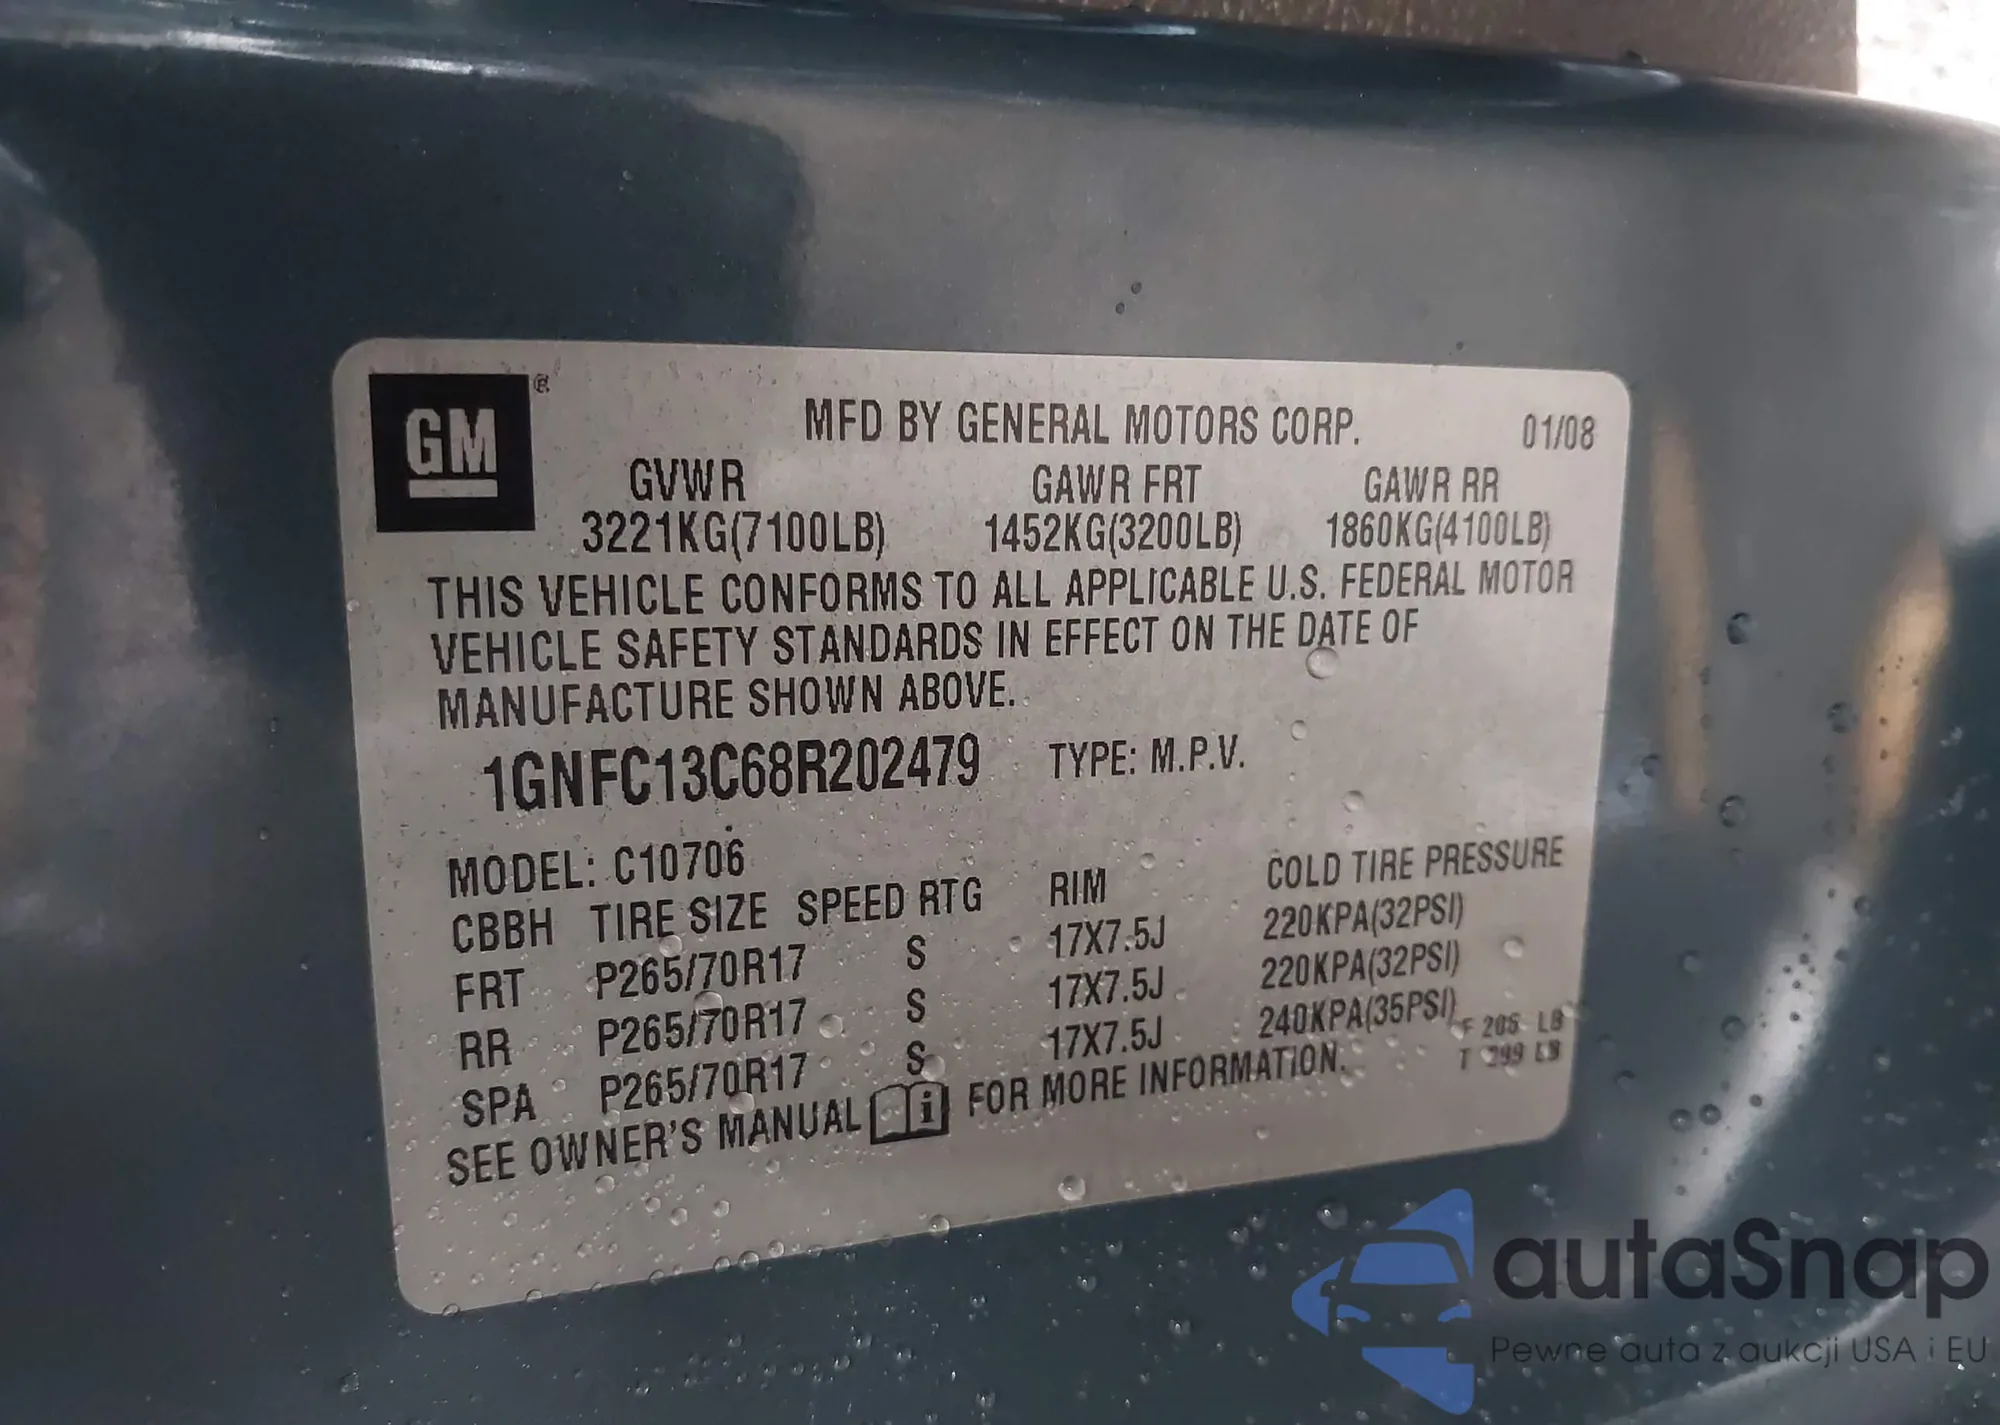 GM ®
MFD BY GENERAL MOTORS CORP. 01/08
GVWR GAWR FRT GAWR RR
3221KG(7100LB) 1452KG(3200LB) 1860KG(4100LB)
THIS VEHICLE CONFORMS TO ALL APPLICABLE U.S. FEDERAL MOTOR
VEHICLE SAFETY STANDARDS IN EFFECT ON THE DATE OF
MANUFACTURE SHOWN ABOVE.
1GNFC13C68R202479 TYPE: M.P.V.
MODEL: C10706
CBBH TIRE SIZE SPEED RTG RIM COLD TIRE PRESSURE
FRT P265/70R17 S 17X7.5J 220KPA(32PSI)
RR P265/70R17 S 17X7.5J 220KPA(32PSI)
SPA P265/70R17 S 17X7.5J 240KPA(35PSI)
F 205 LB
T 299 LB
SEE OWNER'S MANUAL i FOR MORE INFORMATION.
autaSnap
Pewne auta z aukcji USA i EU